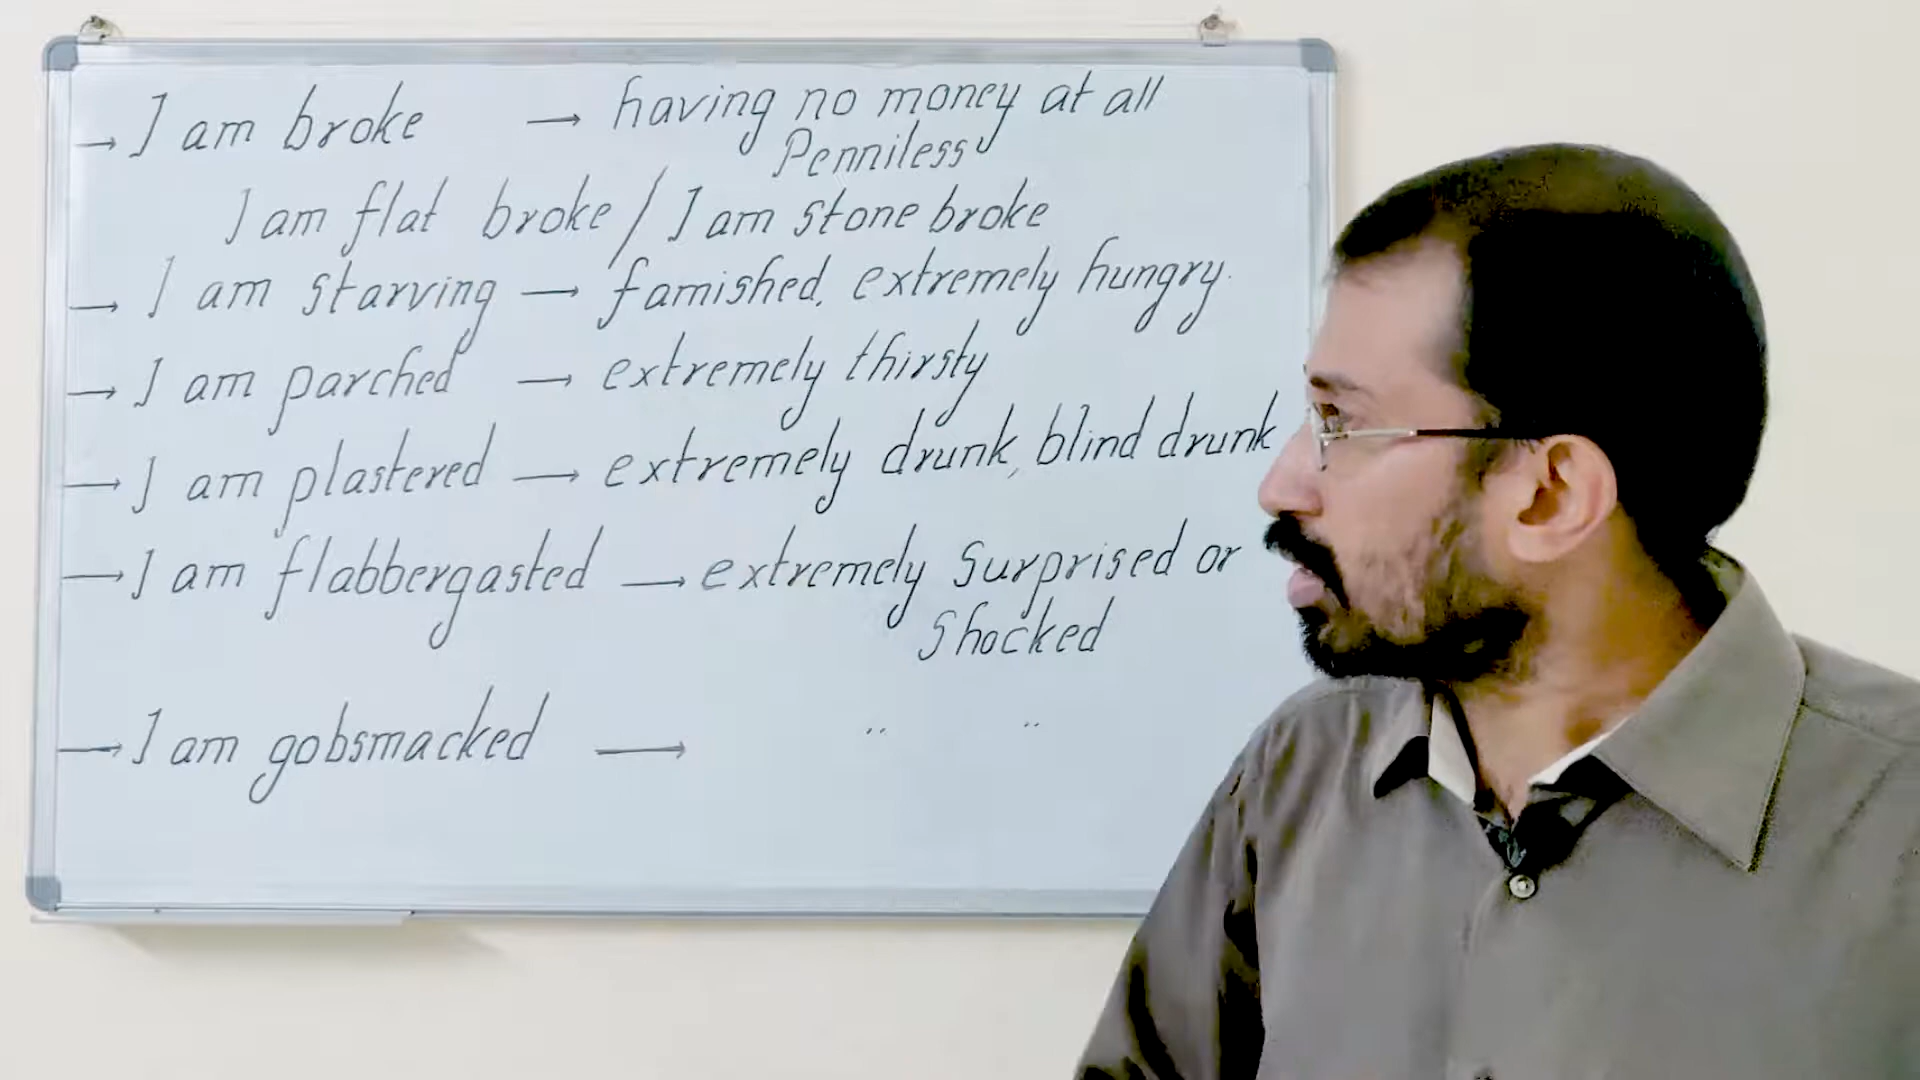 → I am broke → having no money at all
Penniless
I am flat broke / I am stone broke
→ I am starving → famished, extremely hungry.
→ I am parched → extremely thirsty
→ I am plastered → extremely drunk, blind drunk
→ I am flabbergasted → extremely surprised or
shocked
→ I am gobsmacked → " "